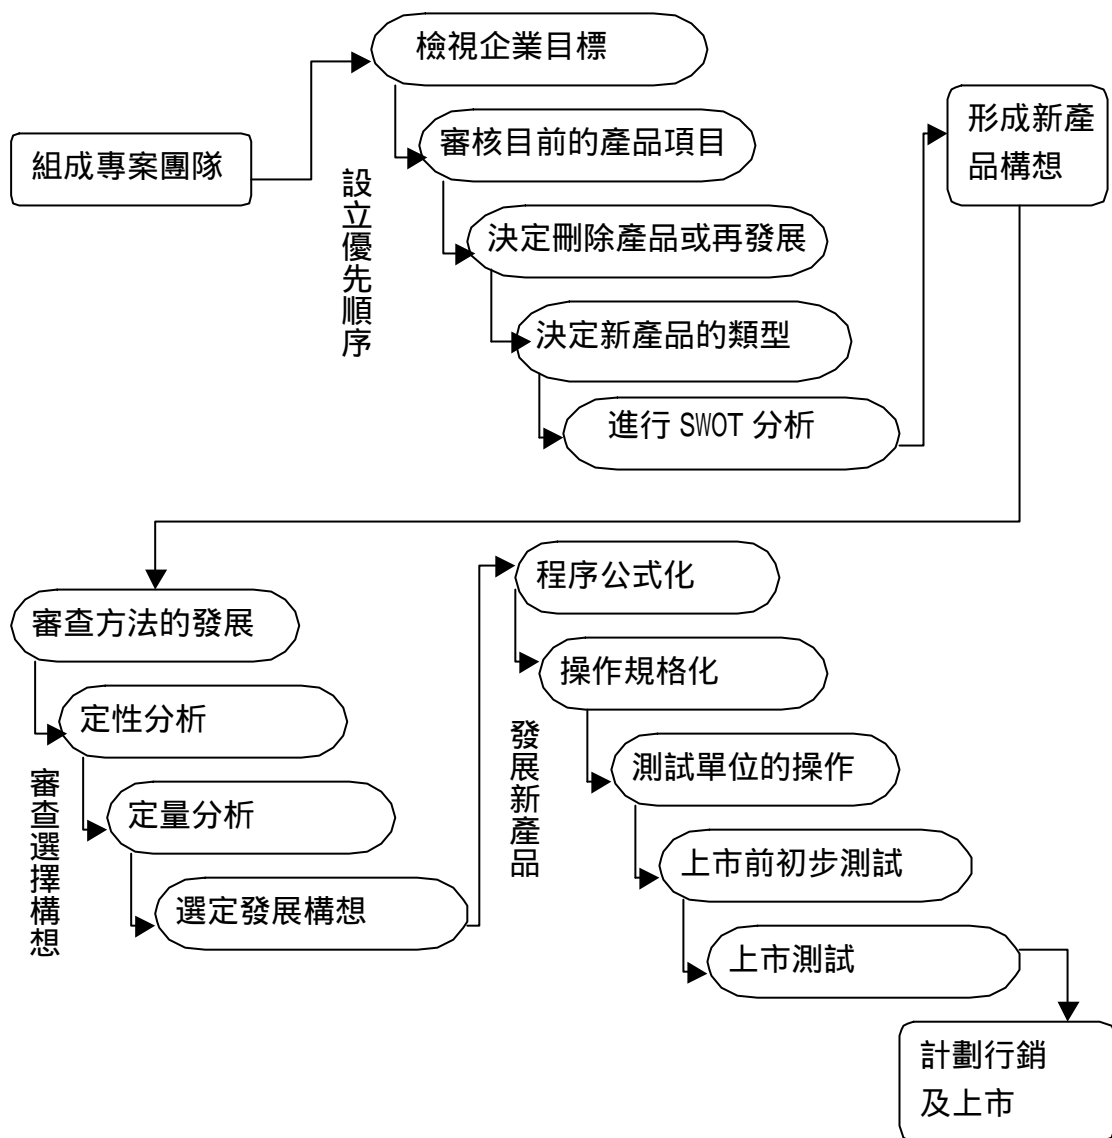 組成專案團隊
設立優先順序
檢視企業目標
審核目前的產品項目
決定刪除產品或再發展
決定新產品的類型
進行 SWOT 分析
形成新產
品構想
審查選擇構想
審查方法的發展
定性分析
定量分析
選定發展構想
發展新產品
程序公式化
操作規格化
測試單位的操作
上市前初步測試
上市測試
計劃行銷
及上市